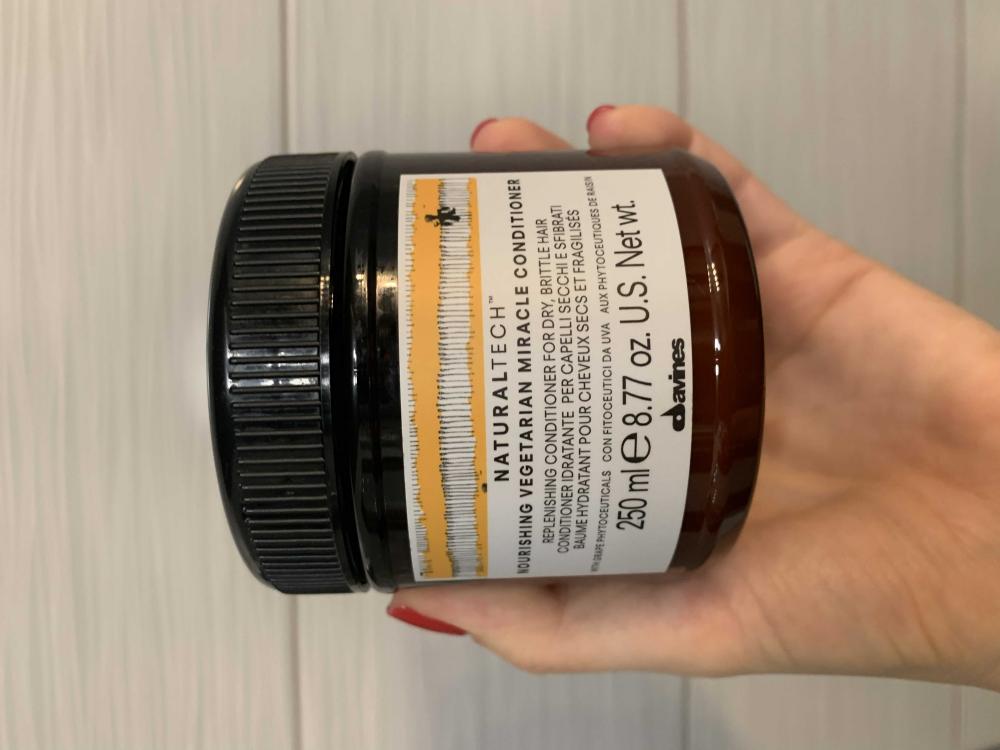 NATURALTECH™
NOURISHING VEGETARIAN MIRACLE CONDITIONER
REPLENISHING CONDITIONER FOR DRY, BRITTLE HAIR
CONDITIONER IDRATANTE PER CAPELLI SECCHI E SFIBRATI
BAUME HYDRATANT POUR CHEVEUX SECS ET FRAGILISÉS
WITH GRAPE PHYTOCEUTICALS CON FITOCEUTICI DA UVA AUX PHYTOCEUTIQUES DE RAISIN
250 ml ℮ 8.77 oz. U.S. Net wt.
davines